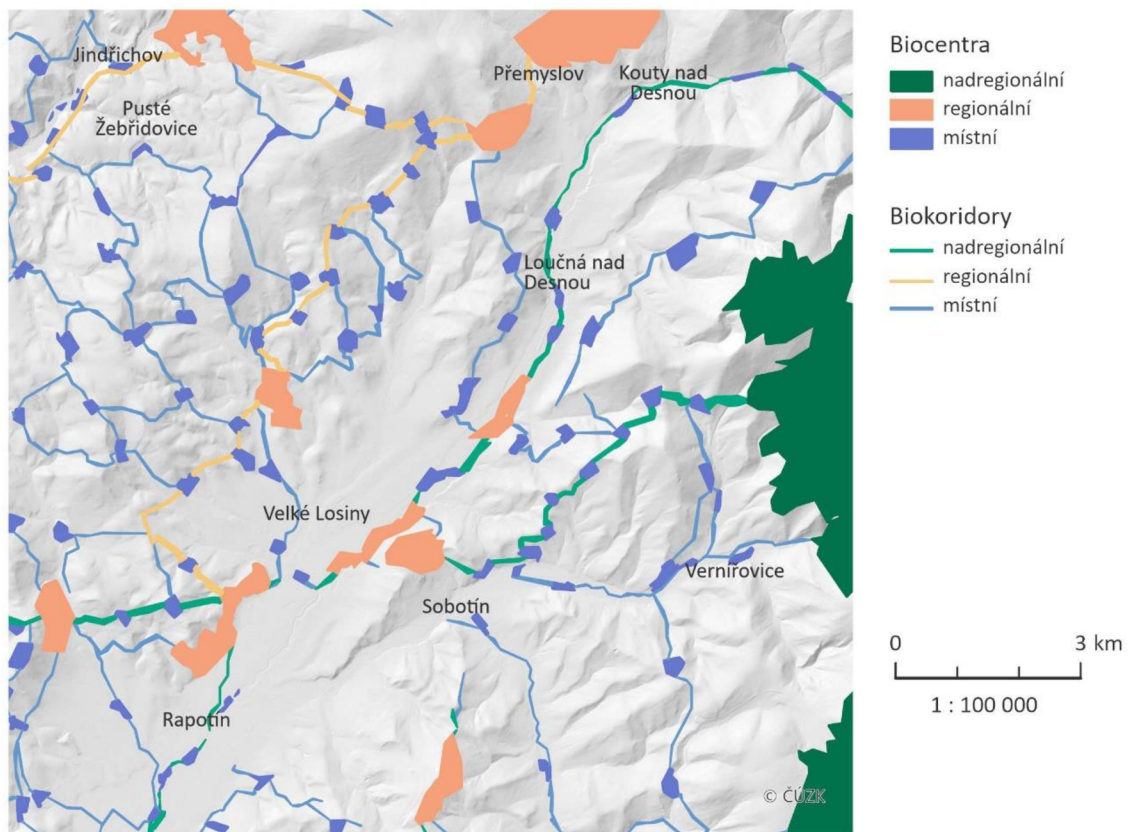 Jindřichov
Pusté
Žebřidovice
Přemyslov
Kouty nad
Desnou
Loučná nad
Desnou
Velké Losiny
Vernířovice
Sobotín
Rapotín
© ČÚZK
Biocentra
nadregionální
regionální
místní
Biokoridory
nadregionální
regionální
místní
0 3 km
1 : 100 000